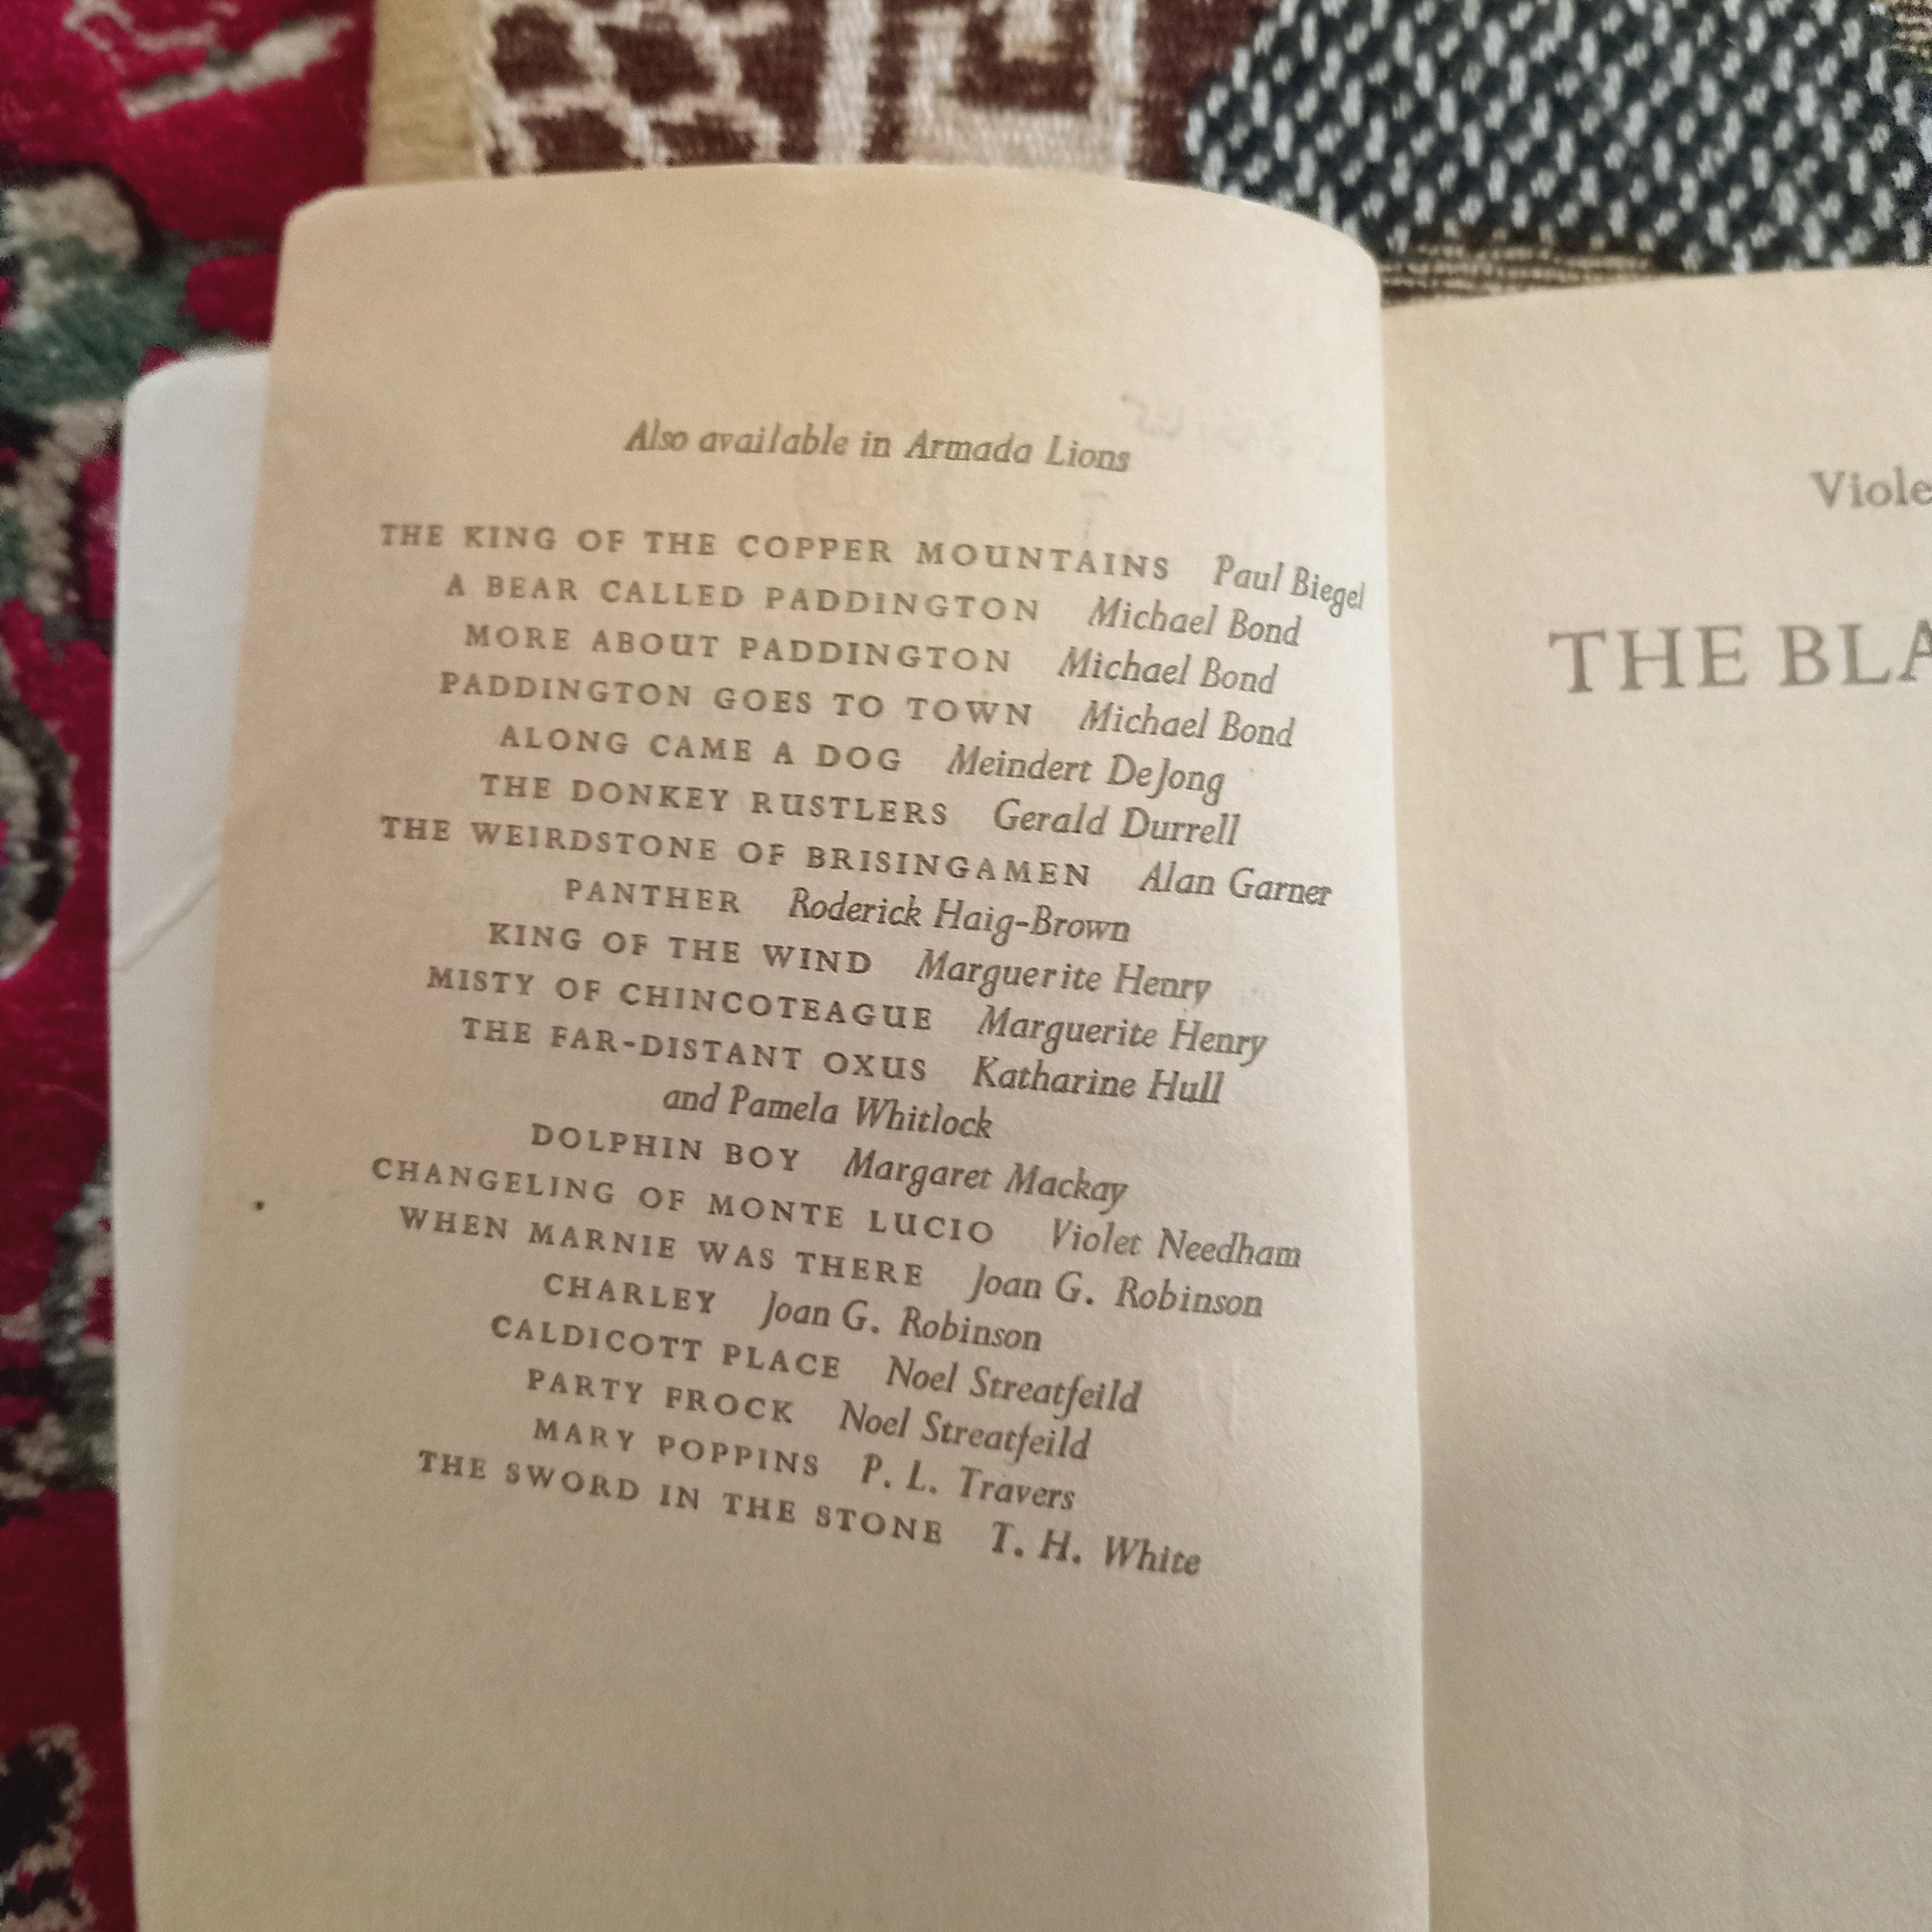 Also available in Armada Lions
THE KING OF THE COPPER MOUNTAINS Paul Biegel
A BEAR CALLED PADDINGTON Michael Bond
MORE ABOUT PADDINGTON Michael Bond
PADDINGTON GOES TO TOWN Michael Bond
ALONG CAME A DOG Meindert DeJong
THE DONKEY RUSTLERS Gerald Durrell
THE WEIRDSTONE OF BRISINGAMEN Alan Garner
PANTHER Roderick Haig-Brown
KING OF THE WIND Marguerite Henry
MISTY OF CHINCOTEAGUE Marguerite Henry
THE FAR-DISTANT OXUS Katharine Hull
and Pamela Whitlock
DOLPHIN BOY Margaret Mackay
CHANGELING OF MONTE LUCIO Violet Needham
WHEN MARNIE WAS THERE Joan G. Robinson
CHARLEY Joan G. Robinson
CALDICOTT PLACE Noel Streatfeild
PARTY FROCK Noel Streatfeild
MARY POPPINS P. L. Travers
THE SWORD IN THE STONE T. H. White
Viole
THE BLA